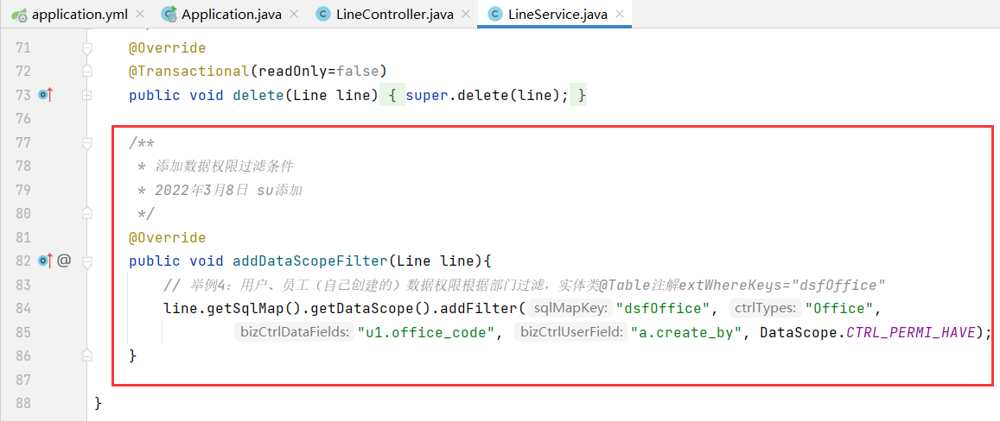 application.yml × Application.java × LineController.java × LineService.java ×
71 @Override
72 @Transactional(readOnly=false)
73 public void delete(Line line) { super.delete(line); }
76
77 /**
78 * 添加数据权限过滤条件
79 * 2022年3月8日 su添加
80 */
81 @Override
82 @ public void addDataScopeFilter(Line line){
83 // 举例4：用户、员工（自己创建的）数据权限根据部门过滤，实体类@Table注解extWhereKeys="dsfOffice"
84 line.getSqlMap().getDataScope().addFilter( sqlMapKey: "dsfOffice", ctrlTypes: "Office",
85 bizCtrlDataFields: "u1.office_code", bizCtrlUserField: "a.create_by", DataScope.CTRL_PERMI_HAVE);
86 }
87
88 }